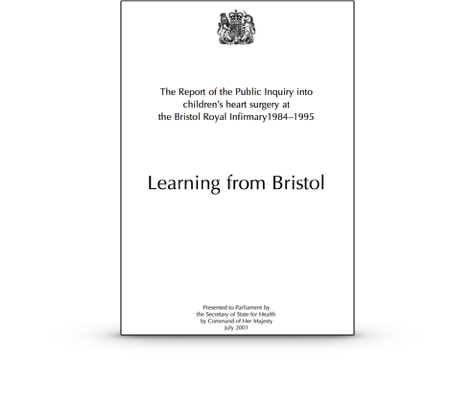 The Report of the Public Inquiry into
children's heart surgery at
the Bristol Royal Infirmary1984–1995
Learning from Bristol
Presented to Parliament by
the Secretary of State for Health
by Command of Her Majesty
July 2001